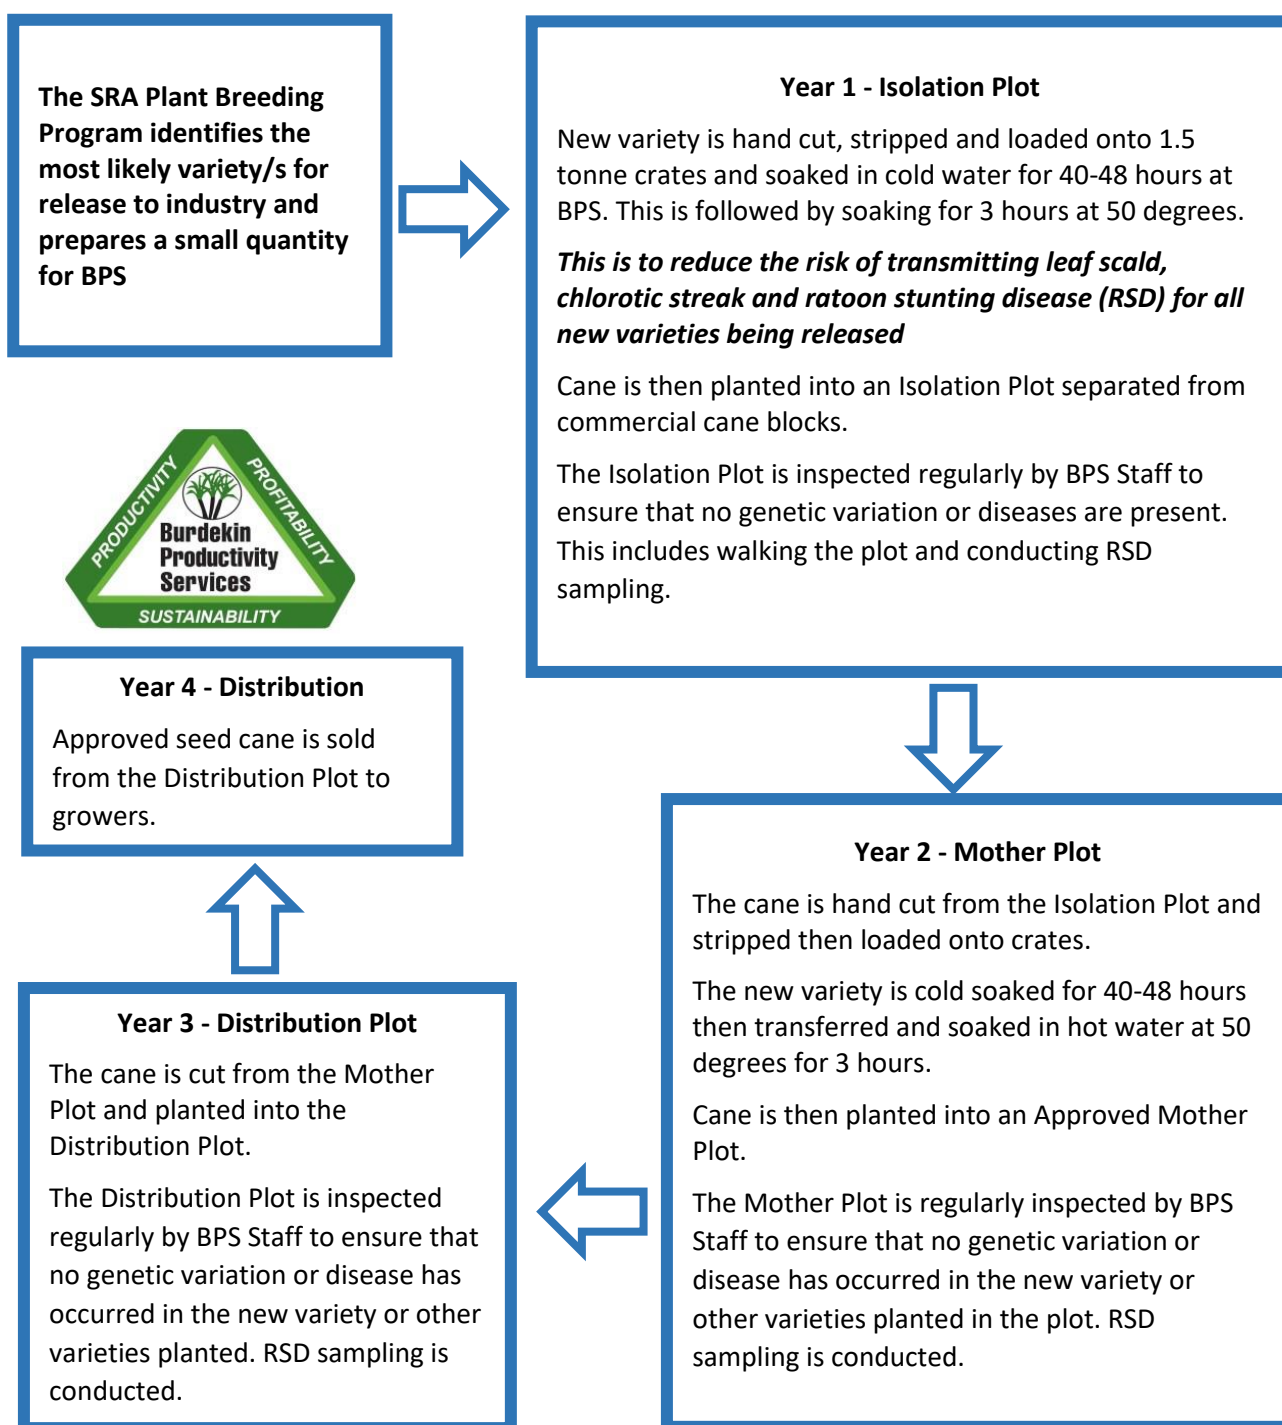 The SRA Plant Breeding
Program identifies the
most likely variety/s for
release to industry and
prepares a small quantity
for BPS
Year 1 - Isolation Plot
New variety is hand cut, stripped and loaded onto 1.5
tonne crates and soaked in cold water for 40-48 hours at
BPS. This is followed by soaking for 3 hours at 50 degrees.
This is to reduce the risk of transmitting leaf scald,
chlorotic streak and ratoon stunting disease (RSD) for all
new varieties being released
Cane is then planted into an Isolation Plot separated from
commercial cane blocks.
The Isolation Plot is inspected regularly by BPS Staff to
ensure that no genetic variation or diseases are present.
This includes walking the plot and conducting RSD
sampling.
PRODUCTIVITY
PROFITABILITY
Burdekin
Productivity
Services
SUSTAINABILITY
Year 2 - Mother Plot
The cane is hand cut from the Isolation Plot and
stripped then loaded onto crates.
The new variety is cold soaked for 40-48 hours
then transferred and soaked in hot water at 50
degrees for 3 hours.
Cane is then planted into an Approved Mother
Plot.
The Mother Plot is regularly inspected by BPS
Staff to ensure that no genetic variation or
disease has occurred in the new variety or
other varieties planted in the plot. RSD
sampling is conducted.
Year 3 - Distribution Plot
The cane is cut from the Mother
Plot and planted into the
Distribution Plot.
The Distribution Plot is inspected
regularly by BPS Staff to ensure that
no genetic variation or disease has
occurred in the new variety or other
varieties planted. RSD sampling is
conducted.
Year 4 - Distribution
Approved seed cane is sold
from the Distribution Plot to
growers.